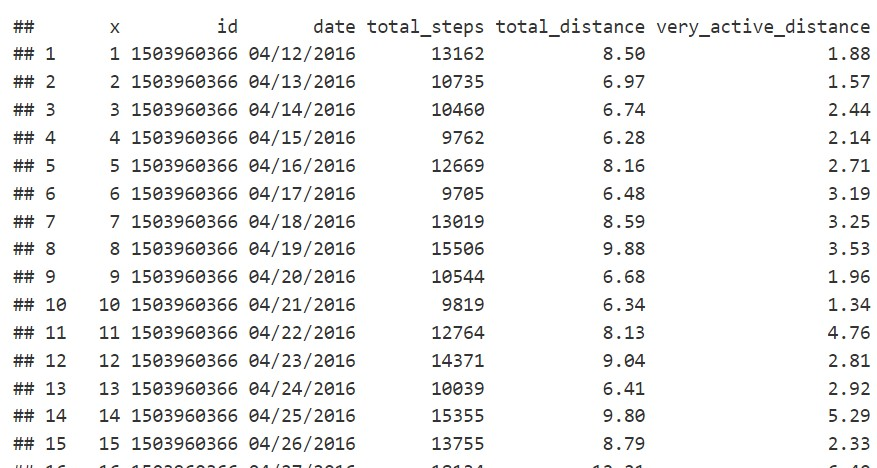 ## x id date total_steps total_distance very_active_distance
## 1 1 1503960366 04/12/2016 13162 8.50 1.88
## 2 2 1503960366 04/13/2016 10735 6.97 1.57
## 3 3 1503960366 04/14/2016 10460 6.74 2.44
## 4 4 1503960366 04/15/2016 9762 6.28 2.14
## 5 5 1503960366 04/16/2016 12669 8.16 2.71
## 6 6 1503960366 04/17/2016 9705 6.48 3.19
## 7 7 1503960366 04/18/2016 13019 8.59 3.25
## 8 8 1503960366 04/19/2016 15506 9.88 3.53
## 9 9 1503960366 04/20/2016 10544 6.68 1.96
## 10 10 1503960366 04/21/2016 9819 6.34 1.34
## 11 11 1503960366 04/22/2016 12764 8.13 4.76
## 12 12 1503960366 04/23/2016 14371 9.04 2.81
## 13 13 1503960366 04/24/2016 10039 6.41 2.92
## 14 14 1503960366 04/25/2016 15355 9.80 5.29
## 15 15 1503960366 04/26/2016 13755 8.79 2.33